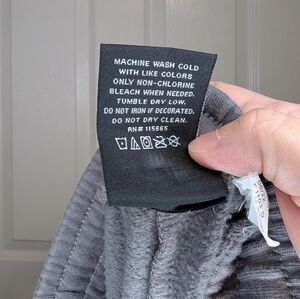 MACHINE WASH COLD
WITH LIKE COLORS
ONLY NON-CHLORINE
BLEACH WHEN NEEDED.
TUMBLE DRY LOW.
DO NOT IRON IF DECORATED.
DO NOT DRY CLEAN.
RN# 115665